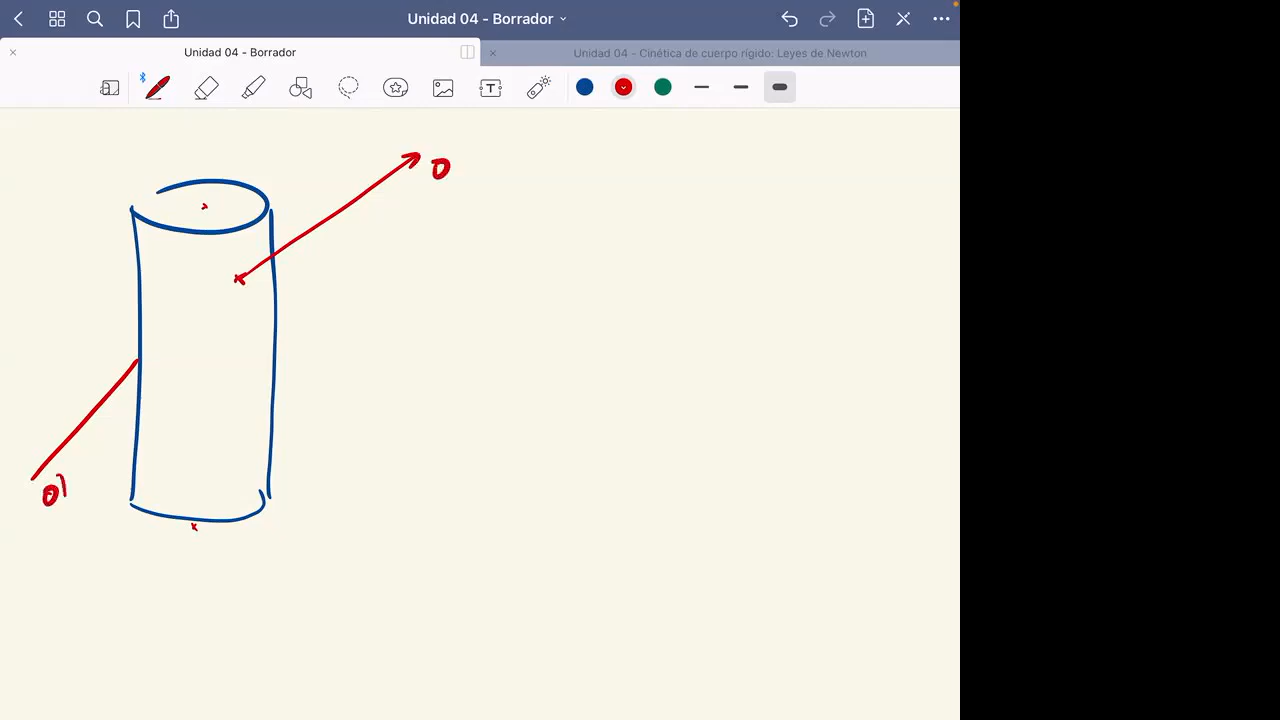 Unidad 04 - Borrador
Unidad 04 - Borrador
Unidad 04 - Cinética de cuerpo rígido: Leyes de Newton
T
O
O'